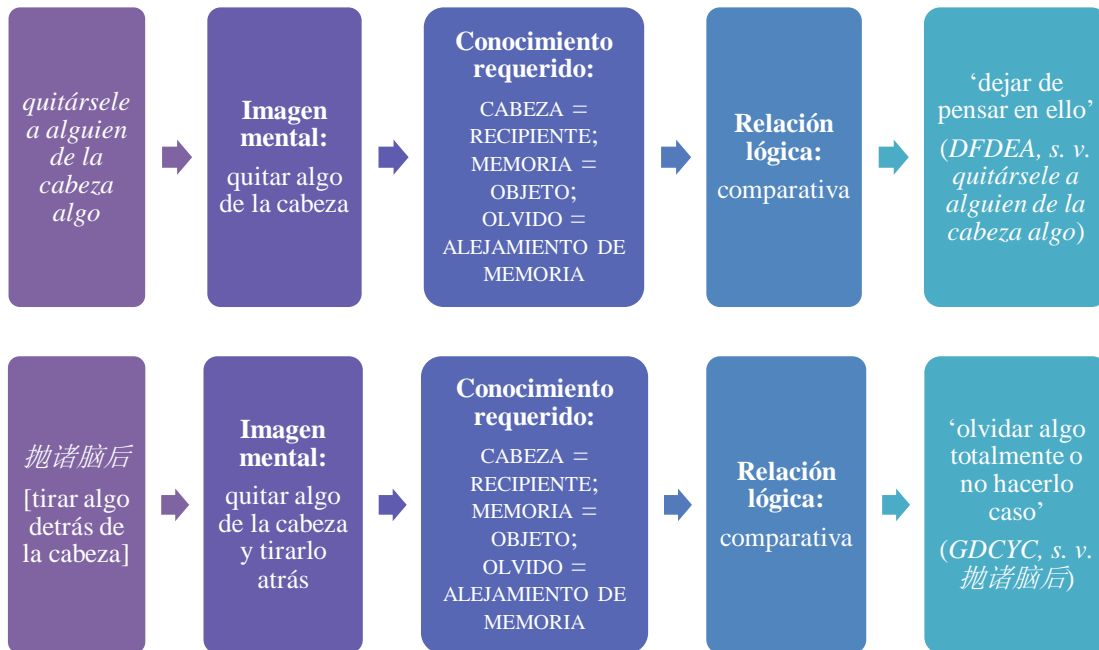 quitársele
a alguien
de la
cabeza
algo
Imagen
mental:
quitar algo
de la cabeza
Conocimiento
requerido:
CABEZA =
RECIPIENTE;
MEMORIA =
OBJETO;
OLVIDO =
ALEJAMIENTO DE
MEMORIA
Relación
lógica:
comparativa
‘dejar de
pensar en ello’
(DFDEA, s. v.
quitársele a
alguien de la
cabeza algo)
抛诸脑后
[tirar algo
detrás de
la cabeza]
Imagen
mental:
quitar algo
de la cabeza
y tirarlo
atrás
Conocimiento
requerido:
CABEZA =
RECIPIENTE;
MEMORIA =
OBJETO;
OLVIDO =
ALEJAMIENTO DE
MEMORIA
Relación
lógica:
comparativa
‘olvidar algo
totalmente o
no hacerlo
caso’
(GDCYC, s. v.
抛诸脑后)